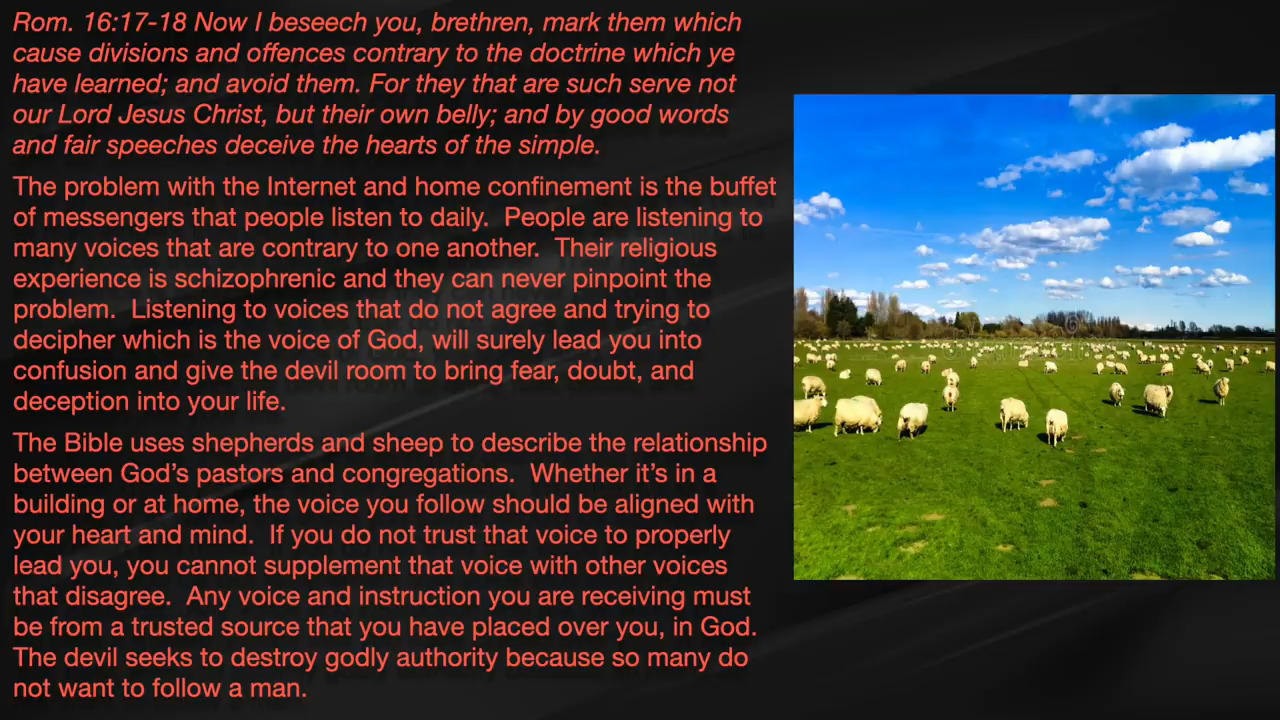 Rom. 16:17-18 Now I beseech you, brethren, mark them which
cause divisions and offences contrary to the doctrine which ye
have learned; and avoid them. For they that are such serve not
our Lord Jesus Christ, but their own belly; and by good words
and fair speeches deceive the hearts of the simple.
The problem with the Internet and home confinement is the buffet
of messengers that people listen to daily.  People are listening to
many voices that are contrary to one another.  Their religious
experience is schizophrenic and they can never pinpoint the
problem.  Listening to voices that do not agree and trying to
decipher which is the voice of God, will surely lead you into
confusion and give the devil room to bring fear, doubt, and
deception into your life.
The Bible uses shepherds and sheep to describe the relationship
between God’s pastors and congregations.  Whether it’s in a
building or at home, the voice you follow should be aligned with
your heart and mind.  If you do not trust that voice to properly
lead you, you cannot supplement that voice with other voices
that disagree.  Any voice and instruction you are receiving must
be from a trusted source that you have placed over you, in God.
The devil seeks to destroy godly authority because so many do
not want to follow a man.